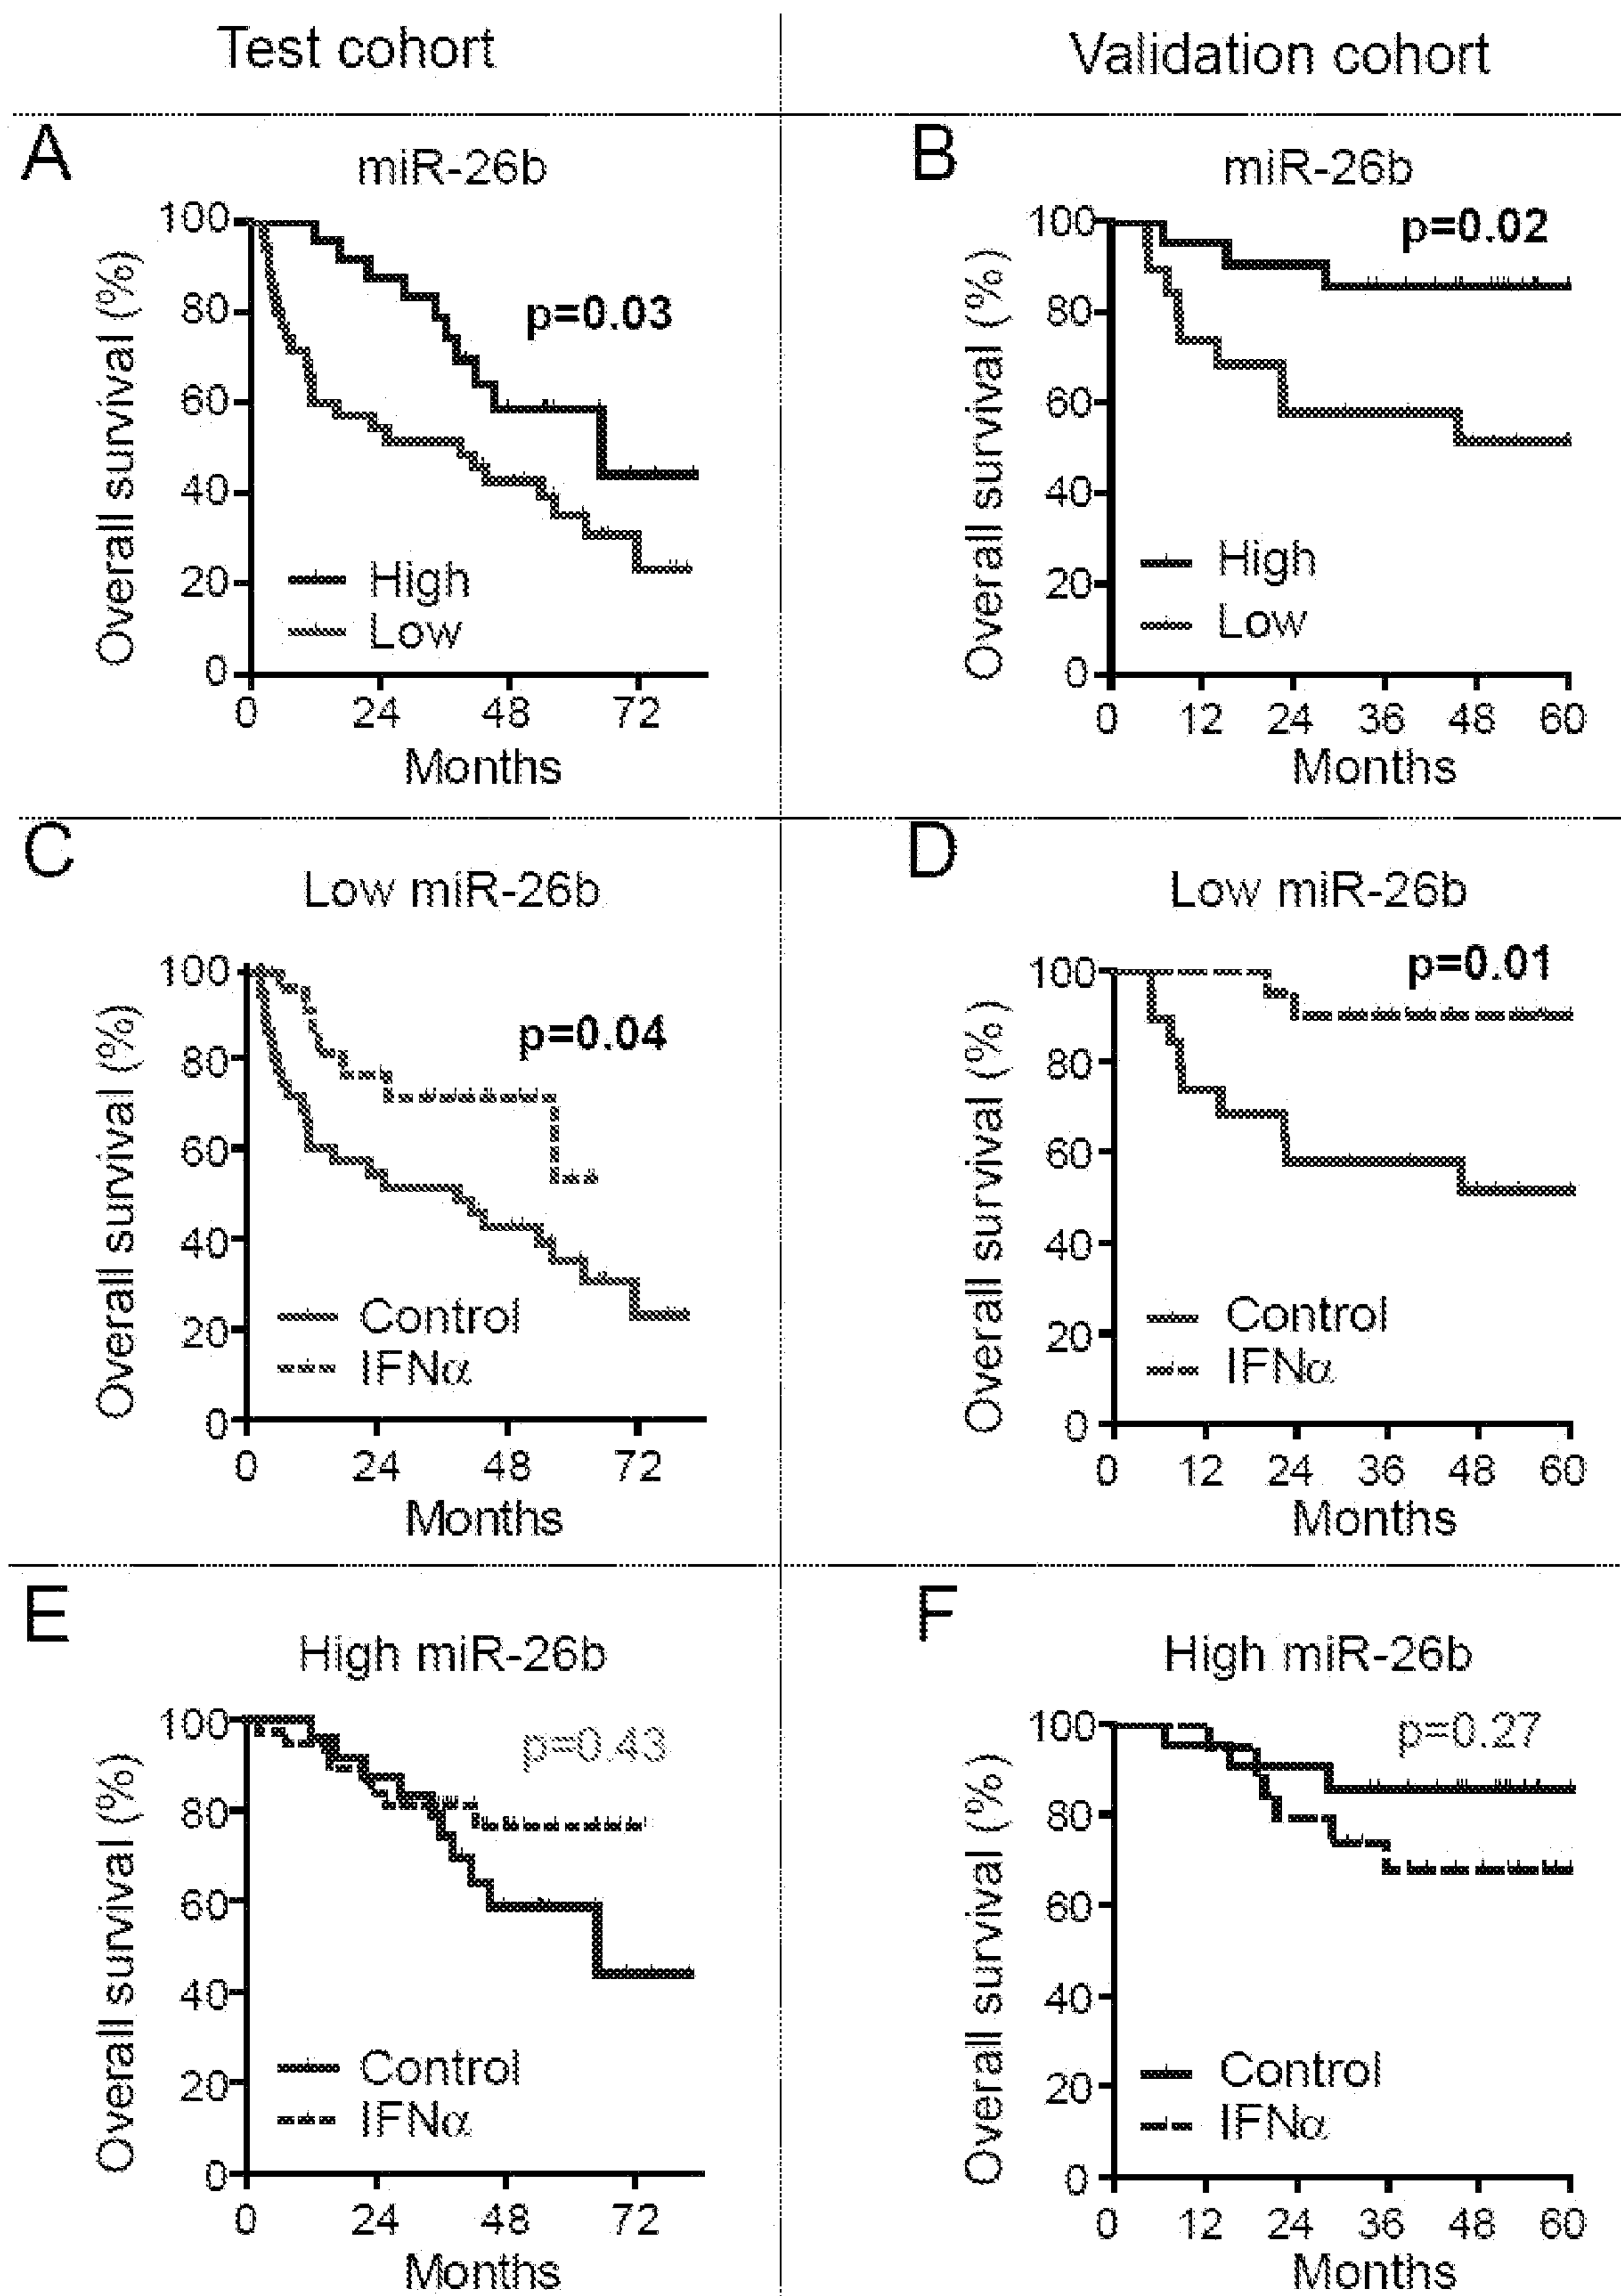 Test cohort
Validation cohort
A
miR-26b
p=0.03
Overall survival (%)
100
80
60
40
20
0
High
Low
0 24 48 72
Months
B
miR-26b
p=0.02
Overall survival (%)
100
80
60
40
20
0
High
Low
0 12 24 36 48 60
Months
C
Low miR-26b
p=0.04
Overall survival (%)
100
80
60
40
20
0
Control
IFNα
0 24 48 72
Months
D
Low miR-26b
p=0.01
Overall survival (%)
100
80
60
40
20
0
Control
IFNα
0 12 24 36 48 60
Months
E
High miR-26b
p=0.43
Overall survival (%)
100
80
60
40
20
0
Control
IFNα
0 24 48 72
Months
F
High miR-26b
p=0.27
Overall survival (%)
100
80
60
40
20
0
Control
IFNα
0 12 24 36 48 60
Months